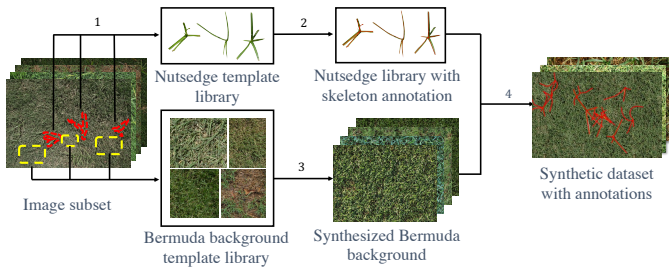 1
2
Nutsedge template
library
Nutsedge library with
skeleton annotation
4
3
Image subset
Bermuda background
template library
Synthesized Bermuda
background
Synthetic dataset
with annotations